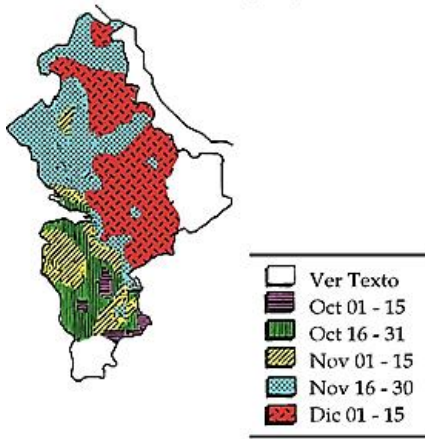 Ver Texto
Oct 01 - 15
Oct 16 - 31
Nov 01 - 15
Nov 16 - 30
Dic 01 - 15